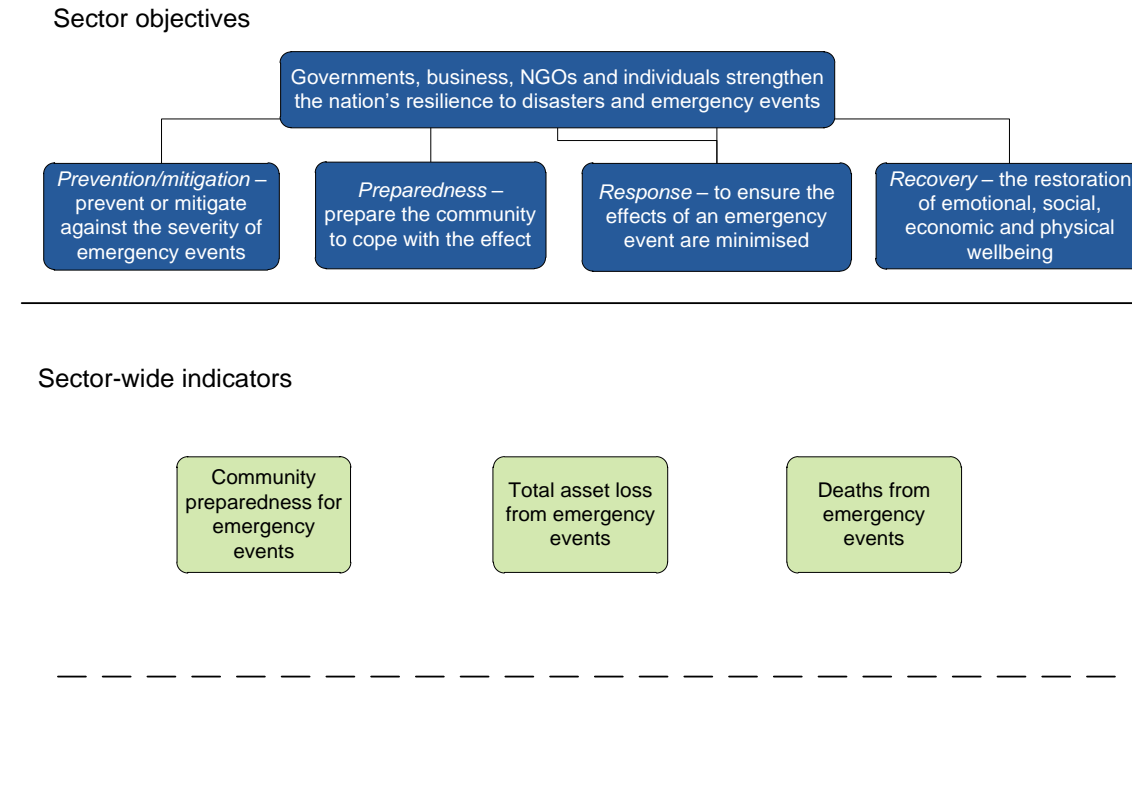 Sector objectives
Governments, business, NGOs and individuals strengthen
the nation's resilience to disasters and emergency events
Prevention/mitigation –
prevent or mitigate
against the severity of
emergency events
Preparedness –
prepare the community
to cope with the effect
Response – to ensure the
effects of an emergency
event are minimised
Recovery – the restoration
of emotional, social,
economic and physical
wellbeing
Sector-wide indicators
Community
preparedness for
emergency
events
Total asset loss
from emergency
events
Deaths from
emergency
events